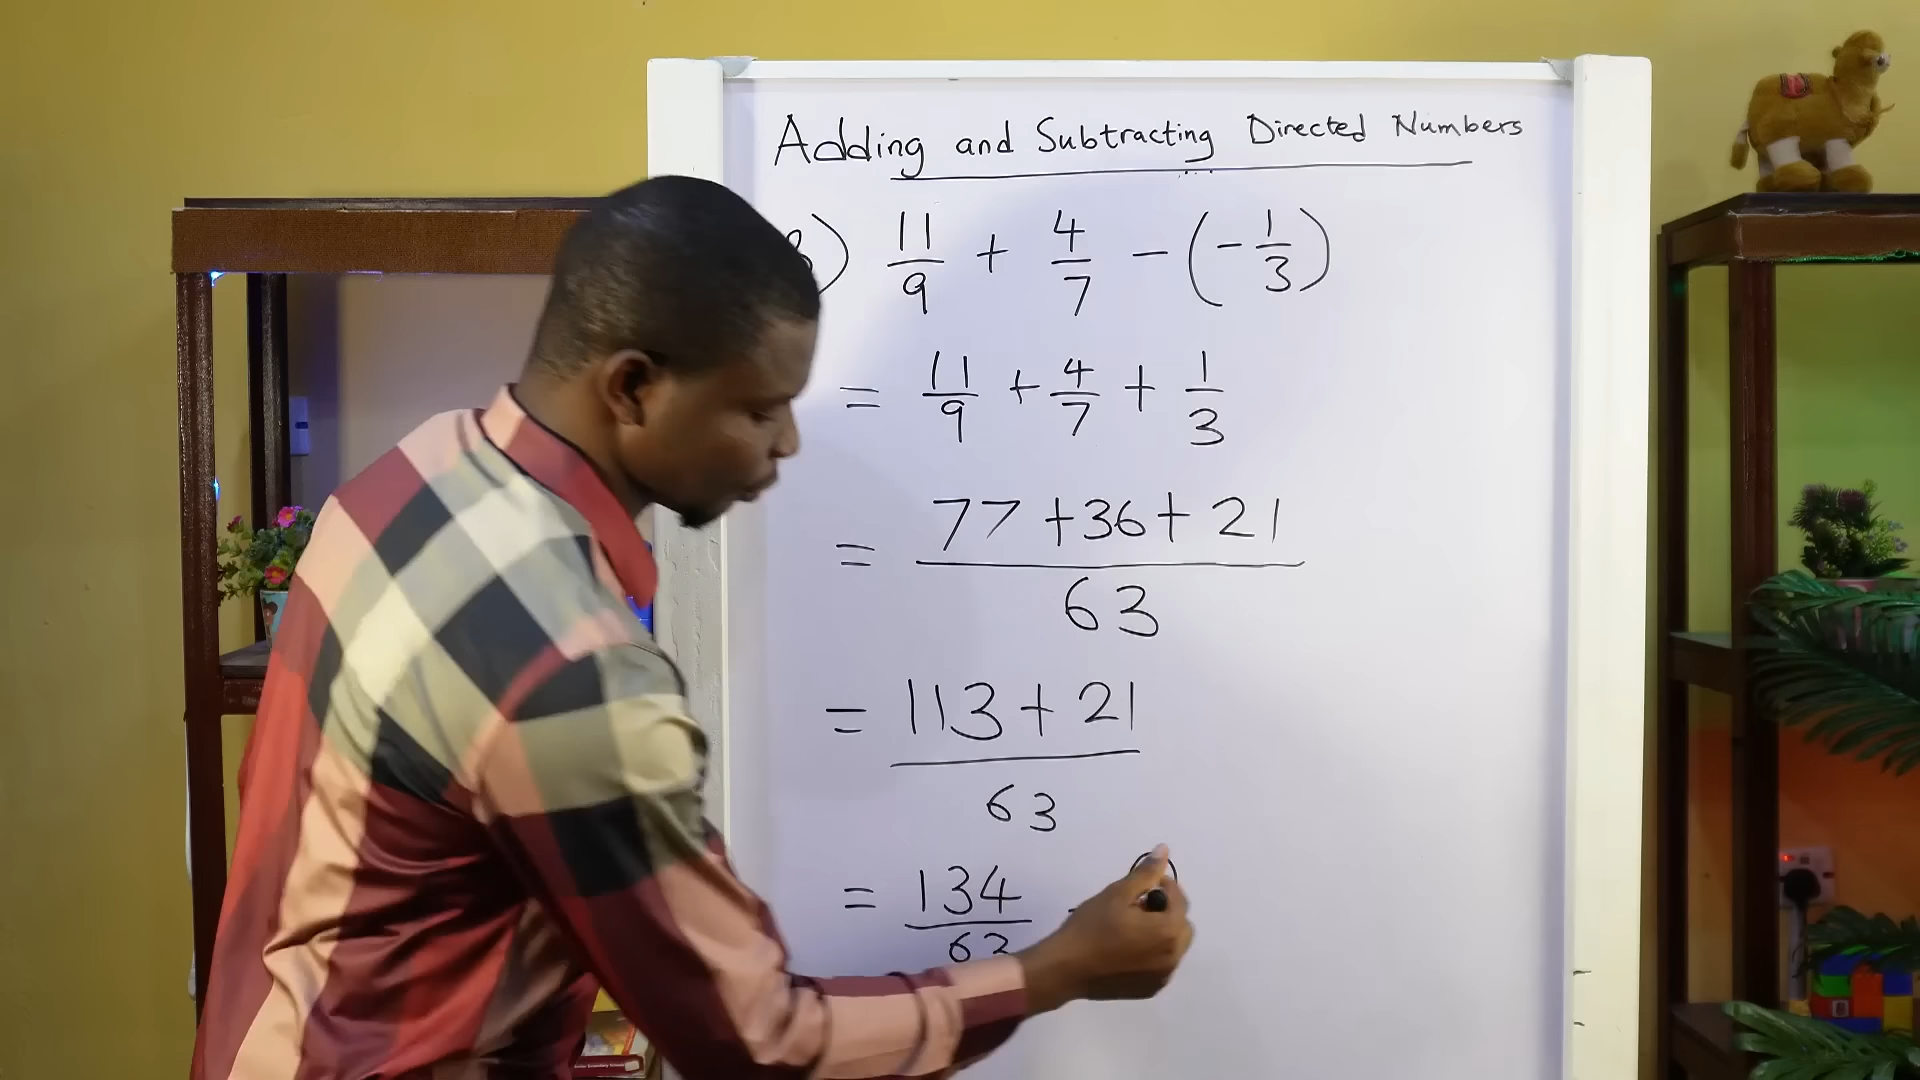 Adding and Subtracting Directed Numbers
) 11/9 + 4/7 - (-1/3)
= 11/9 + 4/7 + 1/3
= 77 + 36 + 21 / 63
= 113 + 21 / 63
= 134 / 63